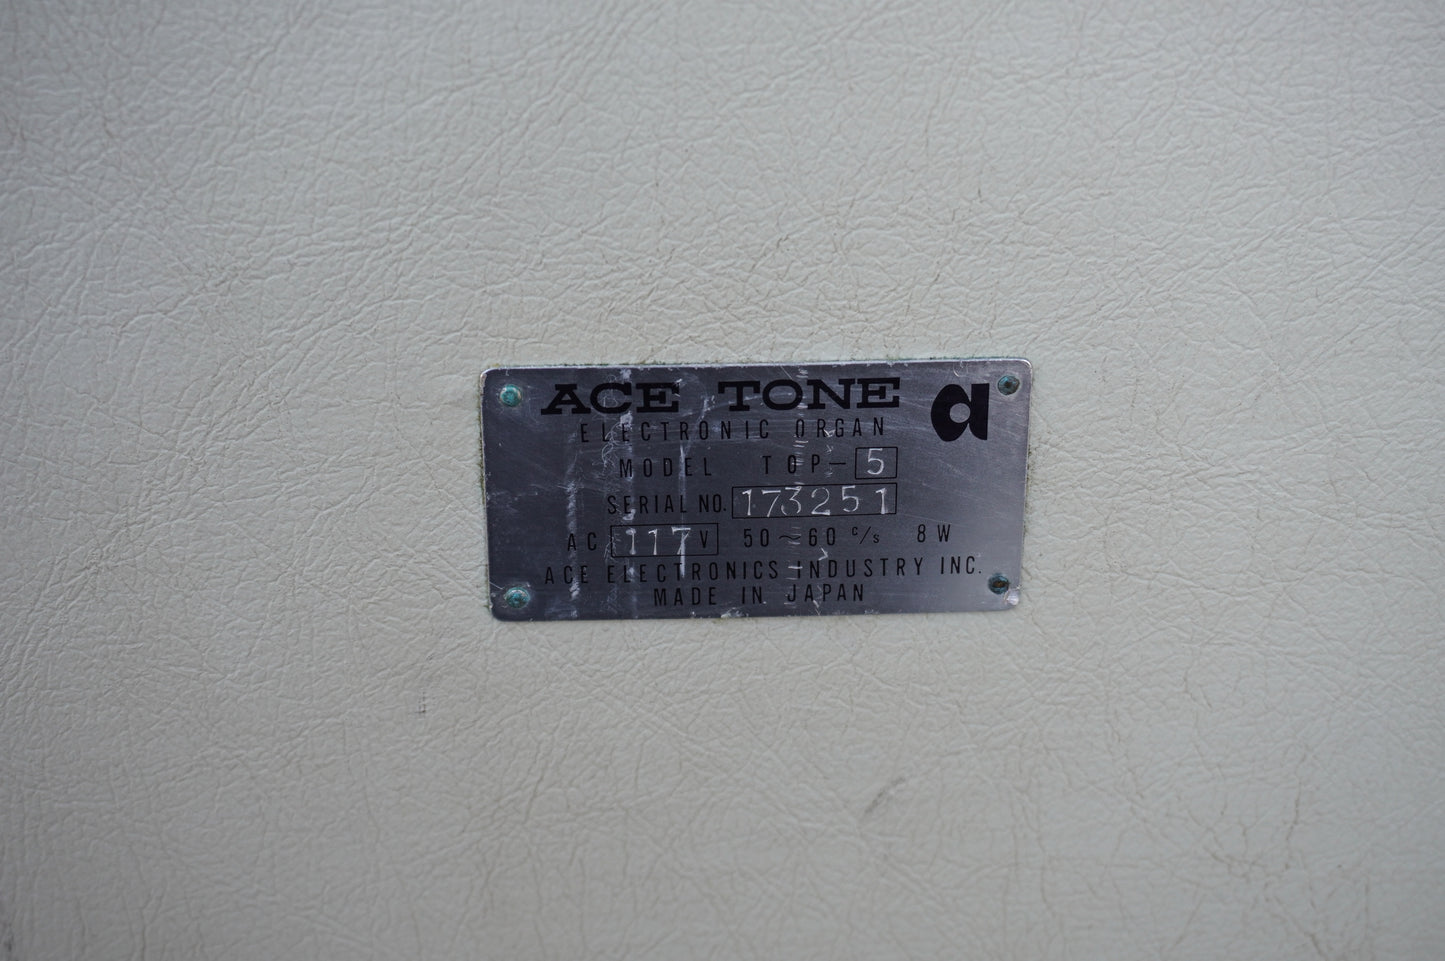 ACE TONE a
ELECTRONIC ORGAN
MODEL TOP-5
SERIAL NO. 173251
AC 117V 50~60 c/s 8W
ACE ELECTRONICS INDUSTRY INC.
MADE IN JAPAN